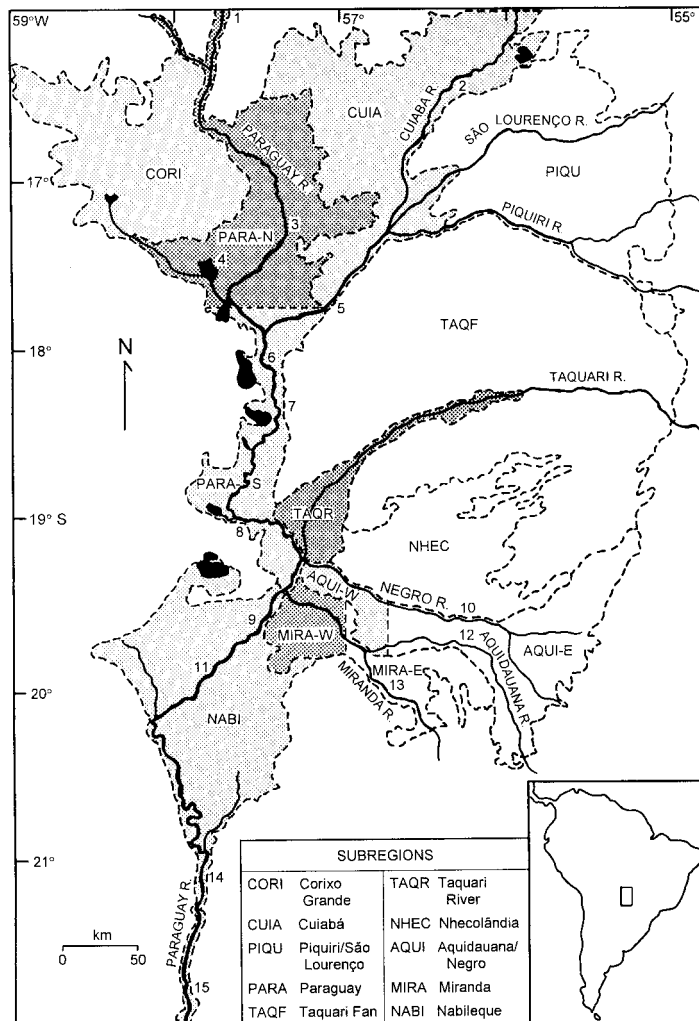 59°W
1
57°
55°
2
CUIABA R.
CUIA
SÃO LOURENÇO R.
PARAGUAY R.
PIQU
CORI
17°
3
PIQUIRI R.
PARA-N
4
5
TAQF
N
18°
6
TAQUARI R.
7
PARA-S
TAQR
19° S
8
NHEC
AQUI-W
NEGRO R.
10
9
12
MIRA-W
AQUIDAUANA R.
AQUI-E
MIRA-E
11
MIRANDA R.
13
20°
NABI
21°
14
PARAGUAY R.
km
0 50
15
SUBREGIONS
CORI Corixo Grande
TAQR Taquari River
CUIA Cuiabá
NHEC Nhecolândia
PIQU Piquiri/São Lourenço
AQUI Aquidauana/ Negro
PARA Paraguay
MIRA Miranda
TAQF Taquari Fan
NABI Nabileque